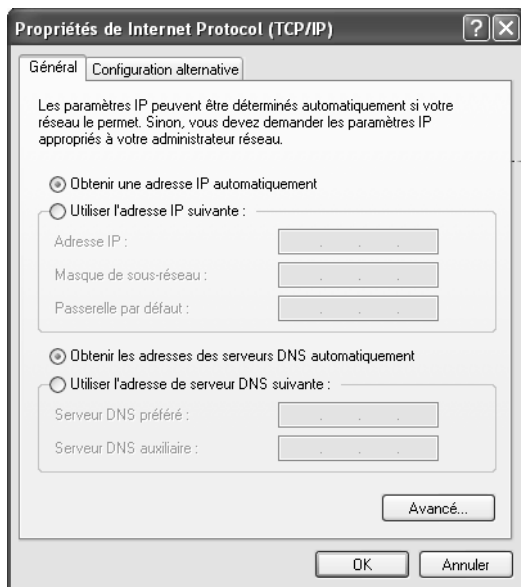 Propriétés de Internet Protocol (TCP/IP)
Général
Configuration alternative
Les paramètres IP peuvent être déterminés automatiquement si votre
réseau le permet. Sinon, vous devez demander les paramètres IP
appropriés à votre administrateur réseau.
Obtenir une adresse IP automatiquement
Utiliser l'adresse IP suivante :
Adresse IP :
Masque de sous-réseau :
Passerelle par défaut :
Obtenir les adresses des serveurs DNS automatiquement
Utiliser l'adresse de serveur DNS suivante :
Serveur DNS préféré :
Serveur DNS auxiliaire :
Avancé...
OK
Annuler